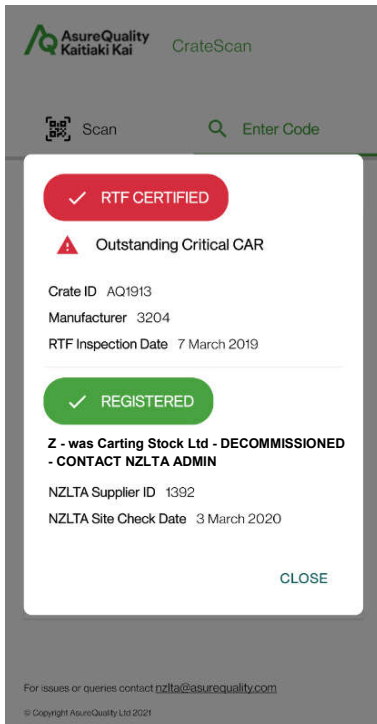 AsureQuality
Kaitiaki Kai
CrateScan
Scan
Enter Code
RTF CERTIFIED
Outstanding Critical CAR
Crate ID AQ1913
Manufacturer 3204
RTF Inspection Date 7 March 2019
REGISTERED
Z - was Carting Stock Ltd - DECOMMISSIONED
- CONTACT NZLTA ADMIN
NZLTA Supplier ID 1392
NZLTA Site Check Date 3 March 2020
CLOSE
For issues or queries contact nzlta@asurequality.com
© Copyright AsureQuality Ltd 2021